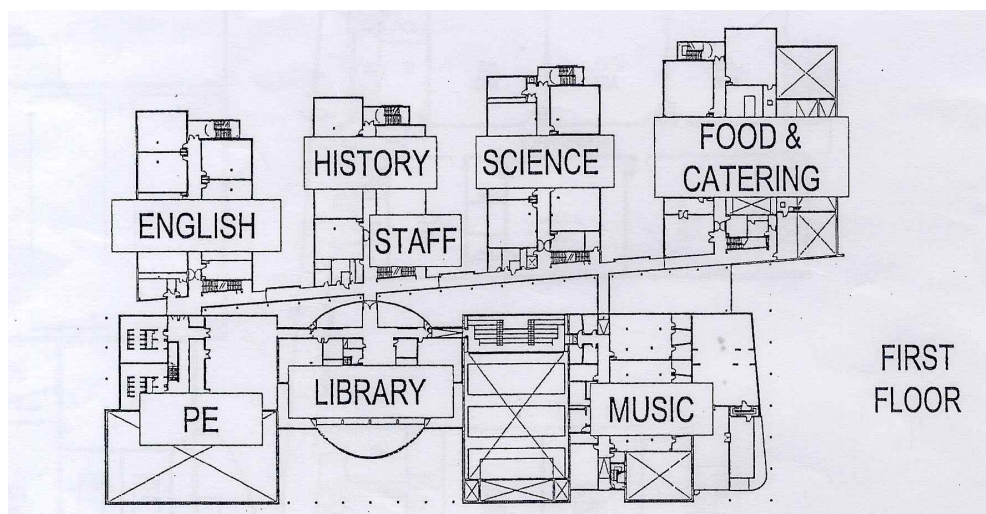 ENGLISH
HISTORY
STAFF
SCIENCE
FOOD &
CATERING
PE
LIBRARY
MUSIC
FIRST
FLOOR